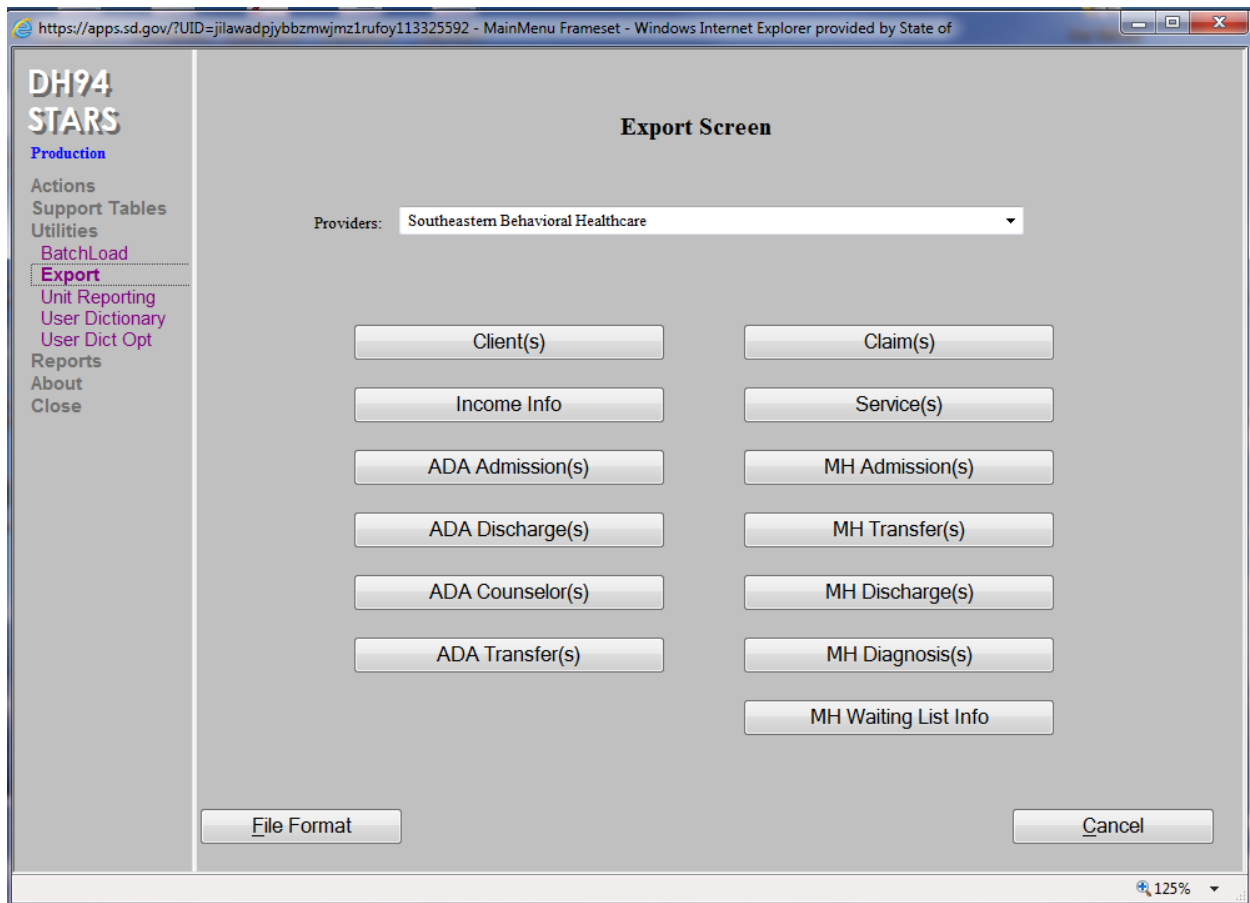 https://apps.sd.gov/?UID=jilawadpjybbzmwjmz1rufoy113325592 - MainMenu Frameset - Windows Internet Explorer provided by State of
DH94
STARS
Production
Actions
Support Tables
Utilities
BatchLoad
Export
Unit Reporting
User Dictionary
User Dict Opt
Reports
About
Close
Export Screen
Providers: Southeastern Behavioral Healthcare
Client(s) Claim(s)
Income Info Service(s)
ADA Admission(s) MH Admission(s)
ADA Discharge(s) MH Transfer(s)
ADA Counselor(s) MH Discharge(s)
ADA Transfer(s) MH Diagnosis(s)
MH Waiting List Info
File Format Cancel
125%